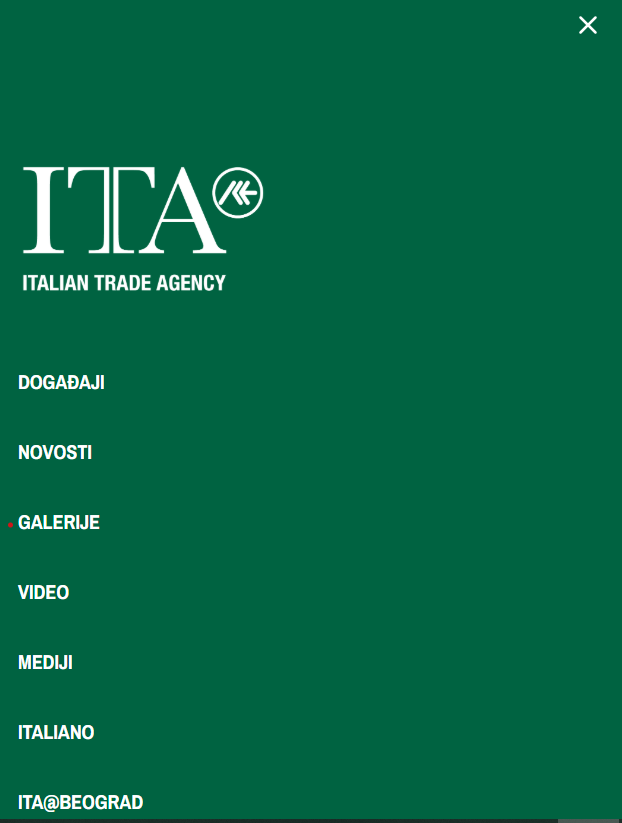 ITA
ITALIAN TRADE AGENCY
DOGAĐAJI
NOVOSTI
GALERIJE
VIDEO
MEDIJI
ITALIANO
ITA@BEOGRAD